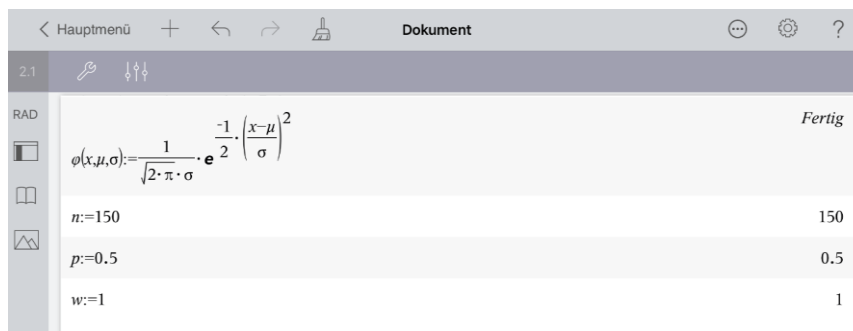 Hauptmenü Dokument ?
2.1
RAD
φ(x,μ,σ):=1/(√(2·π)·σ)·e^(-1/2·((x-μ)/σ)^2) Fertig
n:=150 150
p:=0.5 0.5
w:=1 1